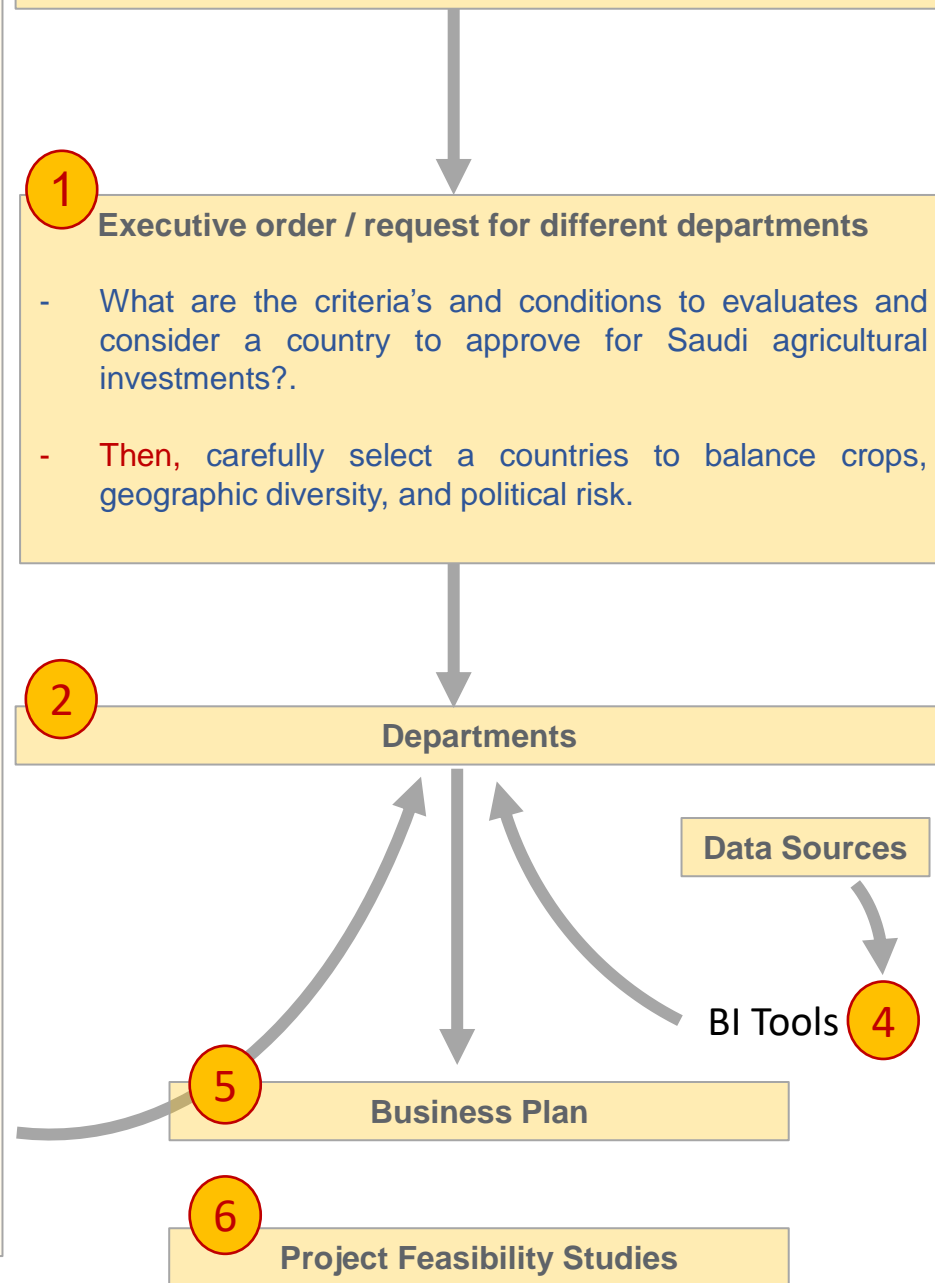 1
Executive order / request for different departments
- What are the criteria's and conditions to evaluates and
consider a country to approve for Saudi agricultural
investments?.
- Then, carefully select a countries to balance crops,
geographic diversity, and political risk.
2
Departments
Data Sources
BI Tools 4
5
Business Plan
6
Project Feasibility Studies